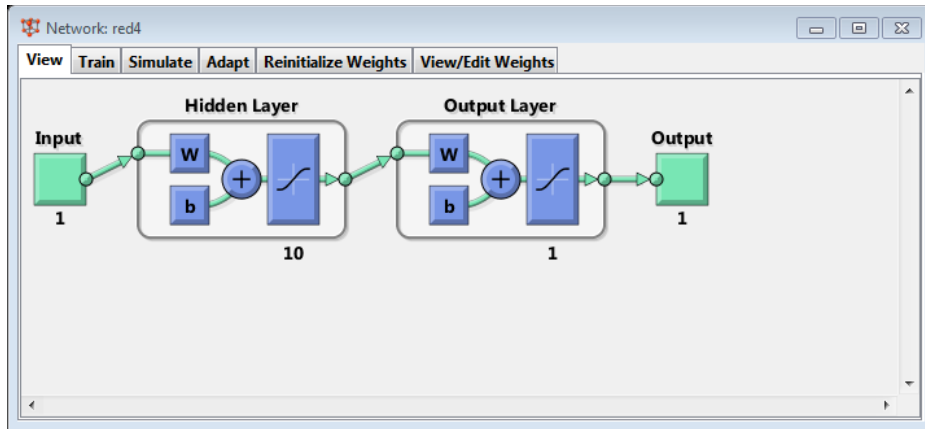 Network: red4
View Train Simulate Adapt Reinitialize Weights View/Edit Weights
Hidden Layer Output Layer
Input Output
W W
b b
1 1
10 1